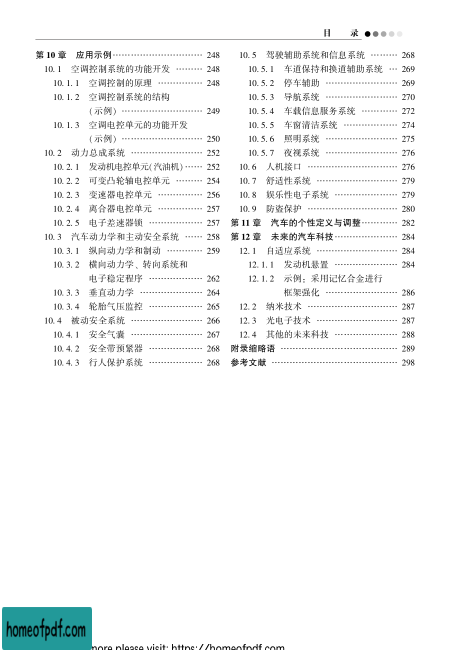 目 录
第 10 章 应用示例 ………………………… 248
10. 1 空调控制系统的功能开发 ……… 248
10. 1. 1 空调控制的原理 …………… 248
10. 1. 2 空调控制系统的结构
(示例) ……………………… 249
10. 1. 3 空调电控单元的功能开发
(示例) ……………………… 250
10. 2 动力总成系统 …………………… 252
10. 2. 1 发动机电控单元(汽油机) …… 252
10. 2. 2 可变凸轮轴电控单元 ……… 254
10. 2. 3 变速器电控单元 …………… 256
10. 2. 4 离合器电控单元 …………… 257
10. 2. 5 电子差速器锁 ……………… 257
10. 3 汽车动力学和主动安全系统 …… 258
10. 3. 1 纵向动力学和制动 ………… 259
10. 3. 2 横向动力学、转向系统和
电子稳定程序 ……………… 262
10. 3. 3 垂直动力学 ………………… 264
10. 3. 4 轮胎气压监控 ……………… 265
10. 4 被动安全系统 …………………… 266
10. 4. 1 安全气囊 …………………… 267
10. 4. 2 安全带预紧器 ……………… 268
10. 4. 3 行人保护系统 ……………… 268
10. 5 驾驶辅助系统和信息系统 ……… 268
10. 5. 1 车道保持和换道辅助系统 … 269
10. 5. 2 停车辅助 …………………… 269
10. 5. 3 导航系统 …………………… 270
10. 5. 4 车载信息服务系统 ………… 272
10. 5. 5 车窗清洁系统 ……………… 274
10. 5. 6 照明系统 …………………… 275
10. 5. 7 夜视系统 …………………… 276
10. 6 人机接口 ………………………… 276
10. 7 舒适性系统 ……………………… 279
10. 8 娱乐性电子系统 ………………… 279
10. 9 防盗保护 ………………………… 280
第 11 章 汽车的个性定义与调整 ………… 282
第 12 章 未来的汽车科技 ………………… 284
12. 1 自适应系统 ……………………… 284
12. 1. 1 发动机悬置 ………………… 284
12. 1. 2 示例：采用记忆合金进行
框架强化 …………………… 286
12. 2 纳米技术 ………………………… 287
12. 3 光电子技术 ……………………… 287
12. 4 其他的未来科技 ………………… 288
附录缩略语 ………………………………… 289
参考文献 …………………………………… 298
homeofpdf.com
more please visit: https://homeofpdf.com